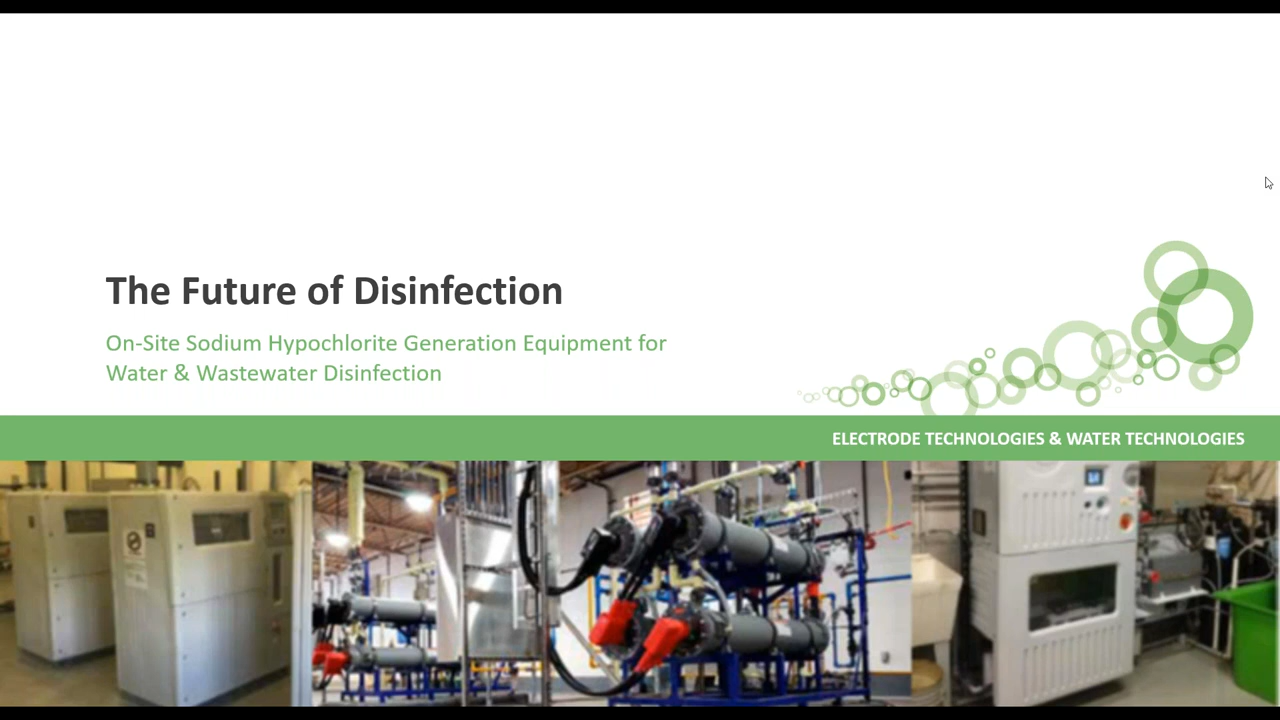 The Future of Disinfection
On-Site Sodium Hypochlorite Generation Equipment for
Water & Wastewater Disinfection
ELECTRODE TECHNOLOGIES & WATER TECHNOLOGIES